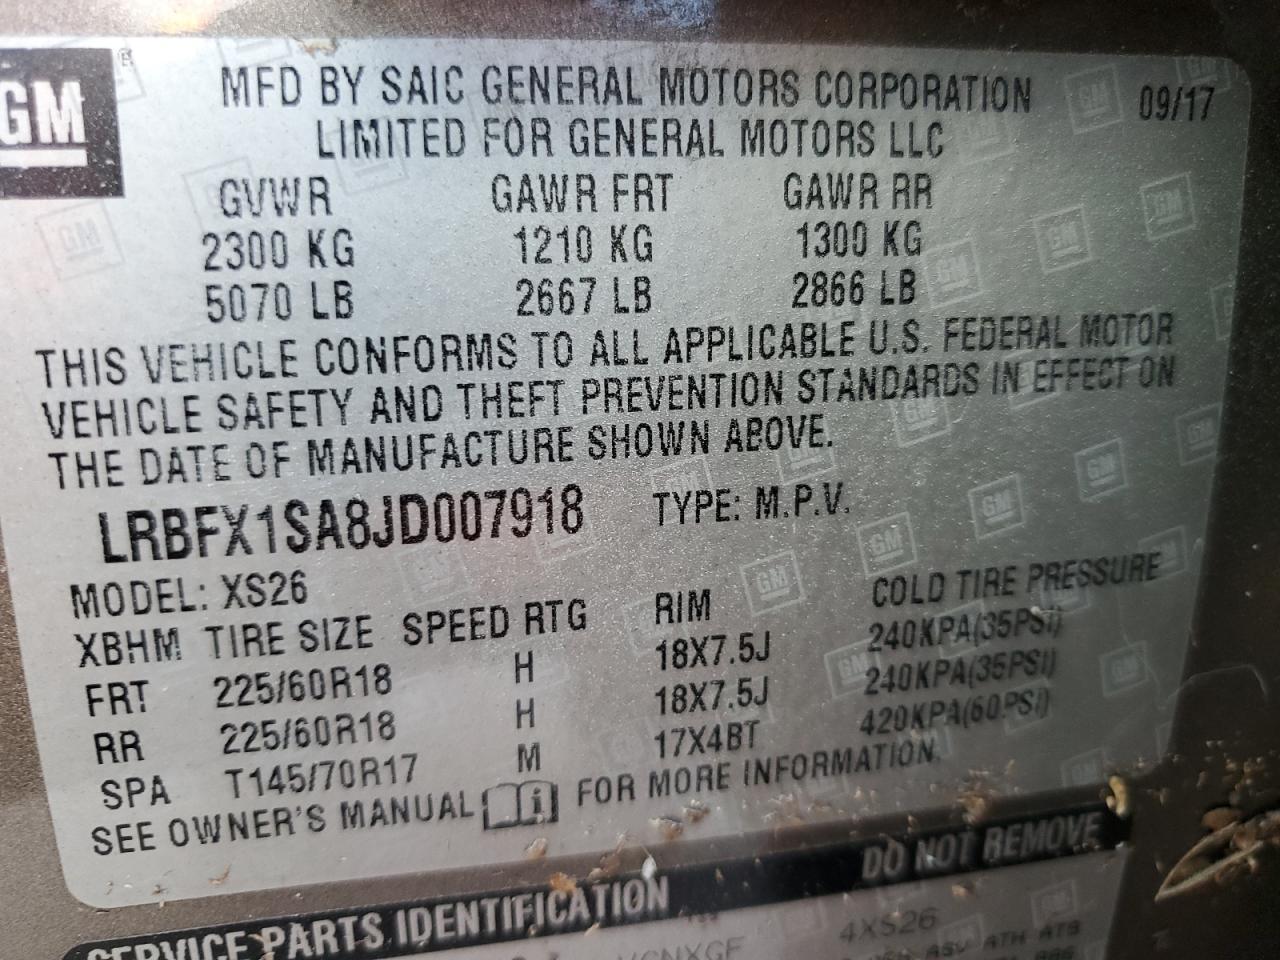 GM ®
MFD BY SAIC GENERAL MOTORS CORPORATION 09/17
LIMITED FOR GENERAL MOTORS LLC
GVWR GAWR FRT GAWR RR
2300 KG 1210 KG 1300 KG
5070 LB 2667 LB 2866 LB
THIS VEHICLE CONFORMS TO ALL APPLICABLE U.S. FEDERAL MOTOR
VEHICLE SAFETY AND THEFT PREVENTION STANDARDS IN EFFECT ON
THE DATE OF MANUFACTURE SHOWN ABOVE.
LRBFX1SA8JD007918 TYPE: M.P.V.
MODEL: XS26
XBHM TIRE SIZE SPEED RTG RIM COLD TIRE PRESSURE
FRT 225/60R18 H 18X7.5J 240KPA(35PSI)
RR 225/60R18 H 18X7.5J 240KPA(35PSI)
SPA T145/70R17 M 17X4BT 420KPA(60PSI)
SEE OWNER'S MANUAL i FOR MORE INFORMATION.
SERVICE PARTS IDENTIFICATION DO NOT REMOVE
4XS26
ATH